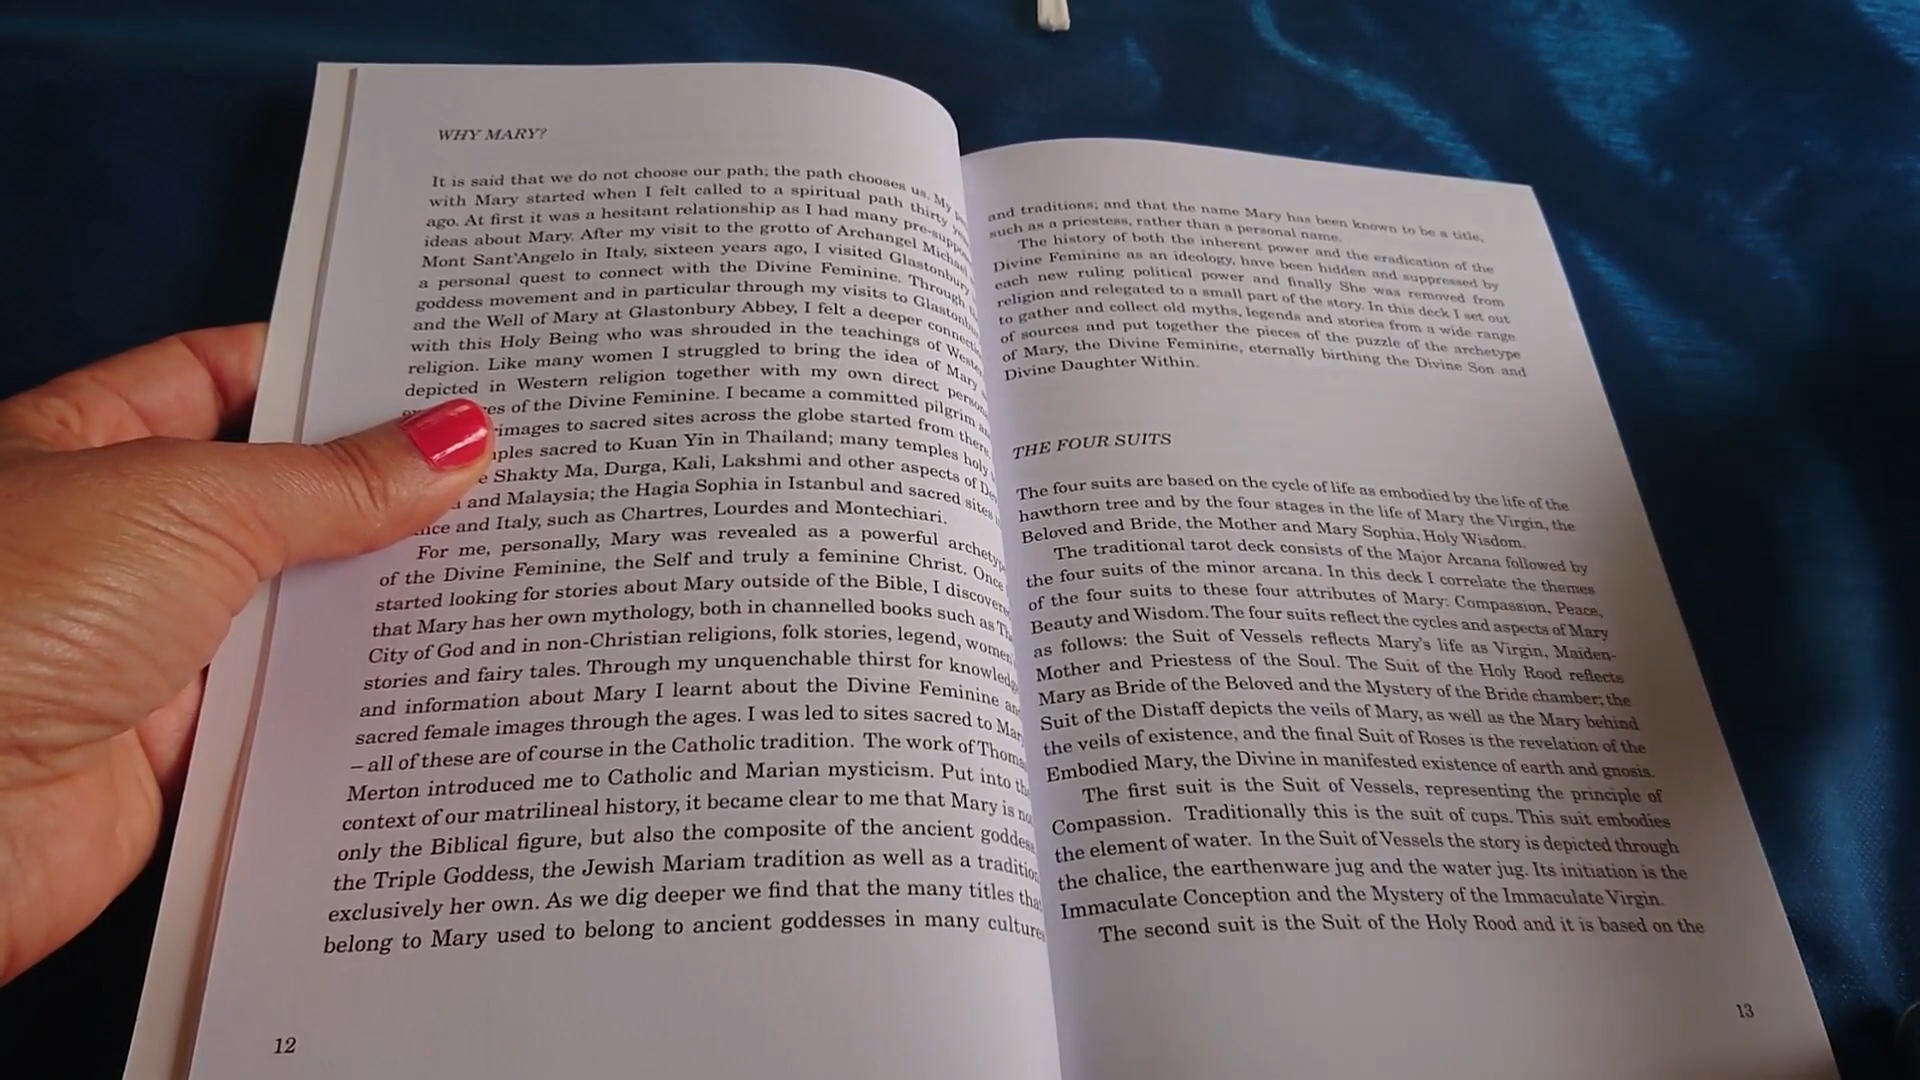 WHY MARY?
It is said that we do not choose our path; the path chooses us. My
with Mary started when I felt called to a spiritual path thirty
ago. At first it was a hesitant relationship as I had many
ideas about Mary. After my visit to the grotto of Archangel Michael
Mont Sant'Angelo in Italy, sixteen years ago, I visited Glastonbury
a personal quest to connect with the Divine Feminine. Through
goddess movement and in particular through my visits to
and the Well of Mary at Glastonbury Abbey, I felt a deeper
with this Holy Being who was shrouded in the teachings of
religion. Like many women I struggled to bring the idea of Mary
depicted in Western religion together with my own direct
of the Divine Feminine. I became a committed pilgrim
to sacred sites across the globe started from there
sacred to Kuan Yin in Thailand; many temples holy
Shakty Ma, Durga, Kali, Lakshmi and other aspects of
and Malaysia; the Hagia Sophia in Istanbul and sacred sites
and Italy, such as Chartres, Lourdes and Montechiari.
For me, personally, Mary was revealed as a powerful
of the Divine Feminine, the Self and truly a feminine Christ. Once
started looking for stories about Mary outside of the Bible, I
that Mary has her own mythology, both in channelled books such as
City of God and in non-Christian religions, folk stories, legend,
stories and fairy tales. Through my unquenchable thirst for
and information about Mary I learnt about the Divine Feminine
sacred female images through the ages. I was led to sites sacred to
– all of these are of course in the Catholic tradition. The work of
Merton introduced me to Catholic and Marian mysticism. Put into
context of our matrilineal history, it became clear to me that Mary is
only the Biblical figure, but also the composite of the ancient
the Triple Goddess, the Jewish Mariam tradition as well as a
exclusively her own. As we dig deeper we find that the many titles
belong to Mary used to belong to ancient goddesses in many
12
and traditions; and that the name Mary has been known to be a title,
such as a priestess, rather than a personal name.
The history of both the inherent power and the eradication of the
Divine Feminine as an ideology, have been hidden and suppressed by
each new ruling political power and finally She was removed from
religion and relegated to a small part of the story. In this deck I set out
to gather and collect old myths, legends and stories from a wide range
of sources and put together the pieces of the puzzle of the archetype
of Mary, the Divine Feminine, eternally birthing the Divine Son and
Divine Daughter Within.
THE FOUR SUITS
The four suits are based on the cycle of life as embodied by the life of the
hawthorn tree and by the four stages in the life of Mary the Virgin, the
Beloved and Bride, the Mother and Mary Sophia, Holy Wisdom.
The traditional tarot deck consists of the Major Arcana followed by
the four suits of the minor arcana. In this deck I correlate the themes
of the four suits to these four attributes of Mary: Compassion, Peace,
Beauty and Wisdom. The four suits reflect the cycles and aspects of Mary
as follows: the Suit of Vessels reflects Mary's life as Virgin, Maiden-
Mother and Priestess of the Soul. The Suit of the Holy Rood reflects
Mary as Bride of the Beloved and the Mystery of the Bride chamber; the
Suit of the Distaff depicts the veils of Mary, as well as the Mary behind
the veils of existence, and the final Suit of Roses is the revelation of the
Embodied Mary, the Divine in manifested existence of earth and gnosis.
The first suit is the Suit of Vessels, representing the principle of
Compassion. Traditionally this is the suit of cups. This suit embodies
the element of water. In the Suit of Vessels the story is depicted through
the chalice, the earthenware jug and the water jug. Its initiation is the
Immaculate Conception and the Mystery of the Immaculate Virgin.
The second suit is the Suit of the Holy Rood and it is based on the
13